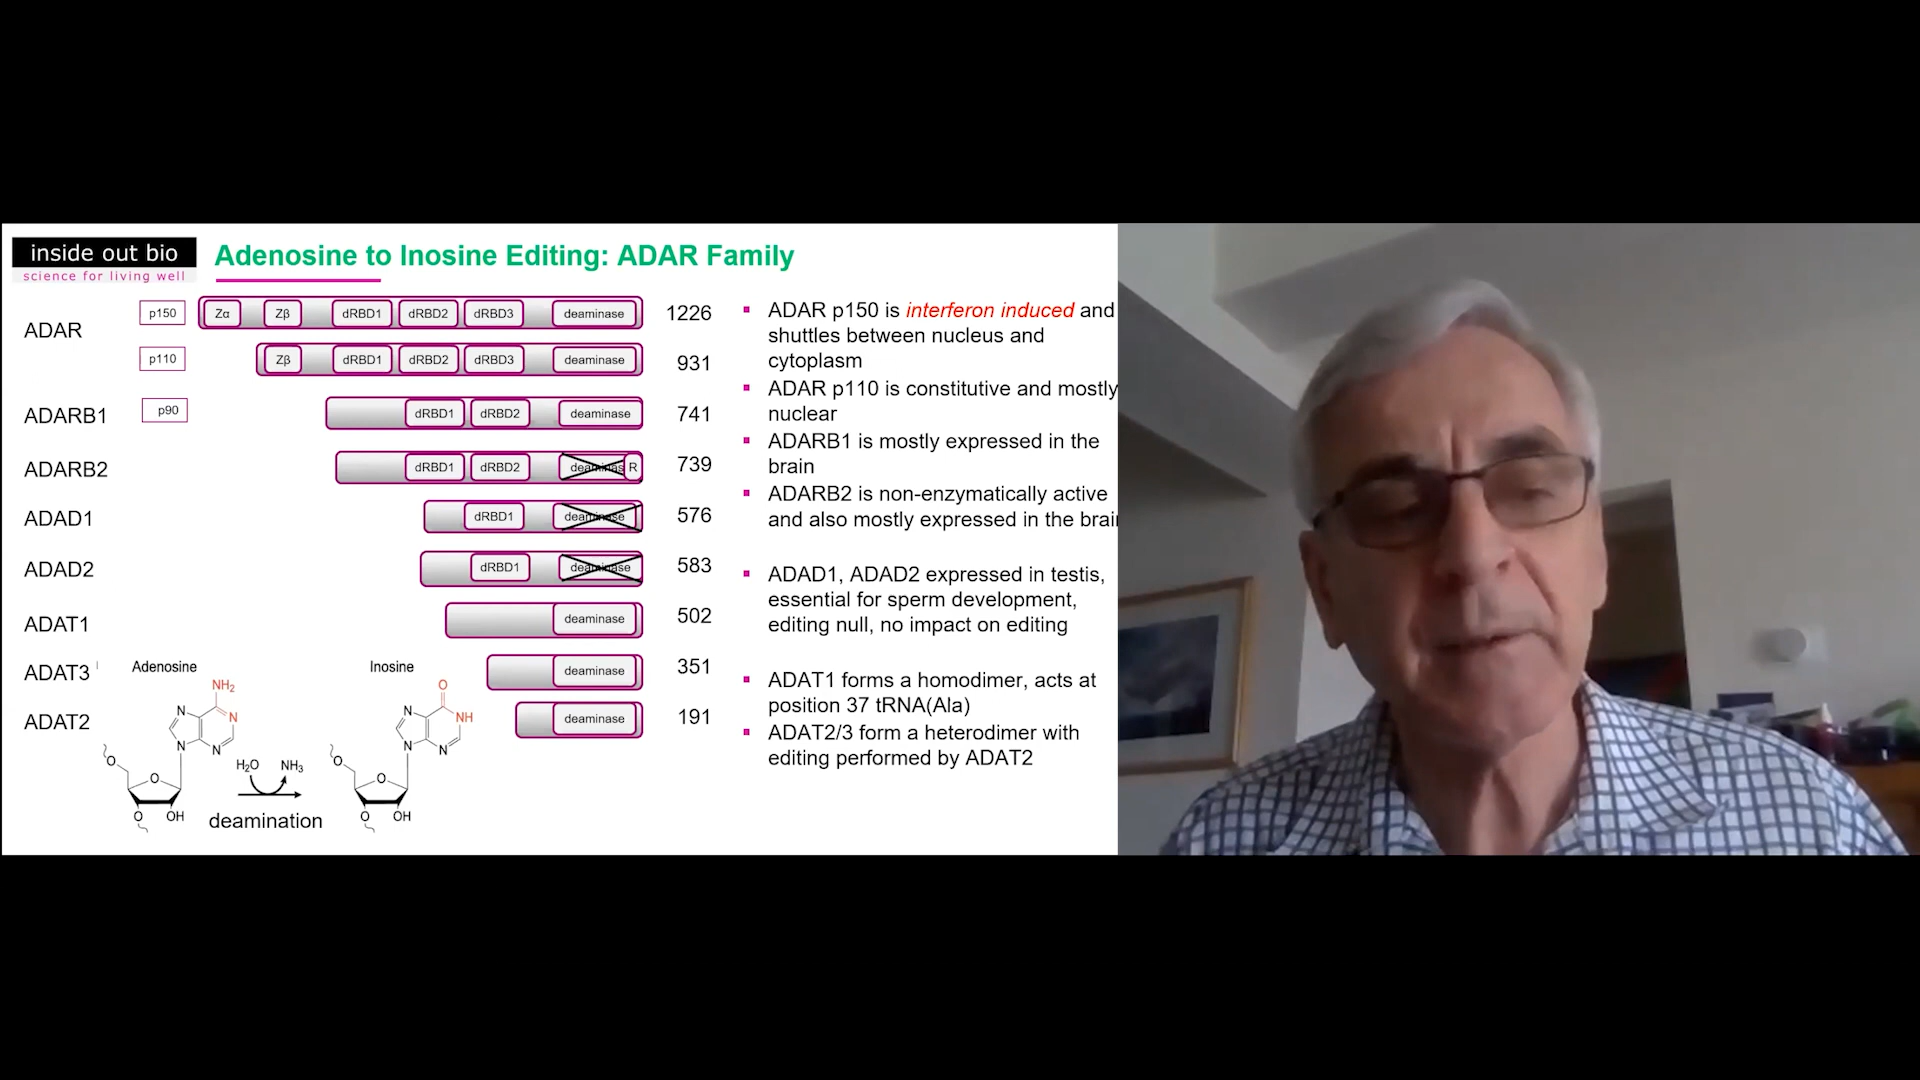 inside out bio
science for living well
Adenosine to Inosine Editing: ADAR Family
ADAR
p150
Zα
Zβ
dRBD1
dRBD2
dRBD3
deaminase
1226
p110
Zβ
dRBD1
dRBD2
dRBD3
deaminase
931
ADARB1
p90
dRBD1
dRBD2
deaminase
741
ADARB2
dRBD1
dRBD2
deaminas
R
739
ADAD1
dRBD1
deaminase
576
ADAD2
dRBD1
deaminase
583
ADAT1
deaminase
502
ADAT3
deaminase
351
ADAT2
deaminase
191
ADAR p150 is interferon induced and
shuttles between nucleus and
cytoplasm
ADAR p110 is constitutive and mostly
nuclear
ADARB1 is mostly expressed in the
brain
ADARB2 is non-enzymatically active
and also mostly expressed in the brain
ADAD1, ADAD2 expressed in testis,
essential for sperm development,
editing null, no impact on editing
ADAT1 forms a homodimer, acts at
position 37 tRNA(Ala)
ADAT2/3 form a heterodimer with
editing performed by ADAT2
Adenosine
NH₂
N
N
N
N
O
O
O
OH
H₂O
NH₃
deamination
Inosine
O
N
NH
N
N
O
O
O
OH